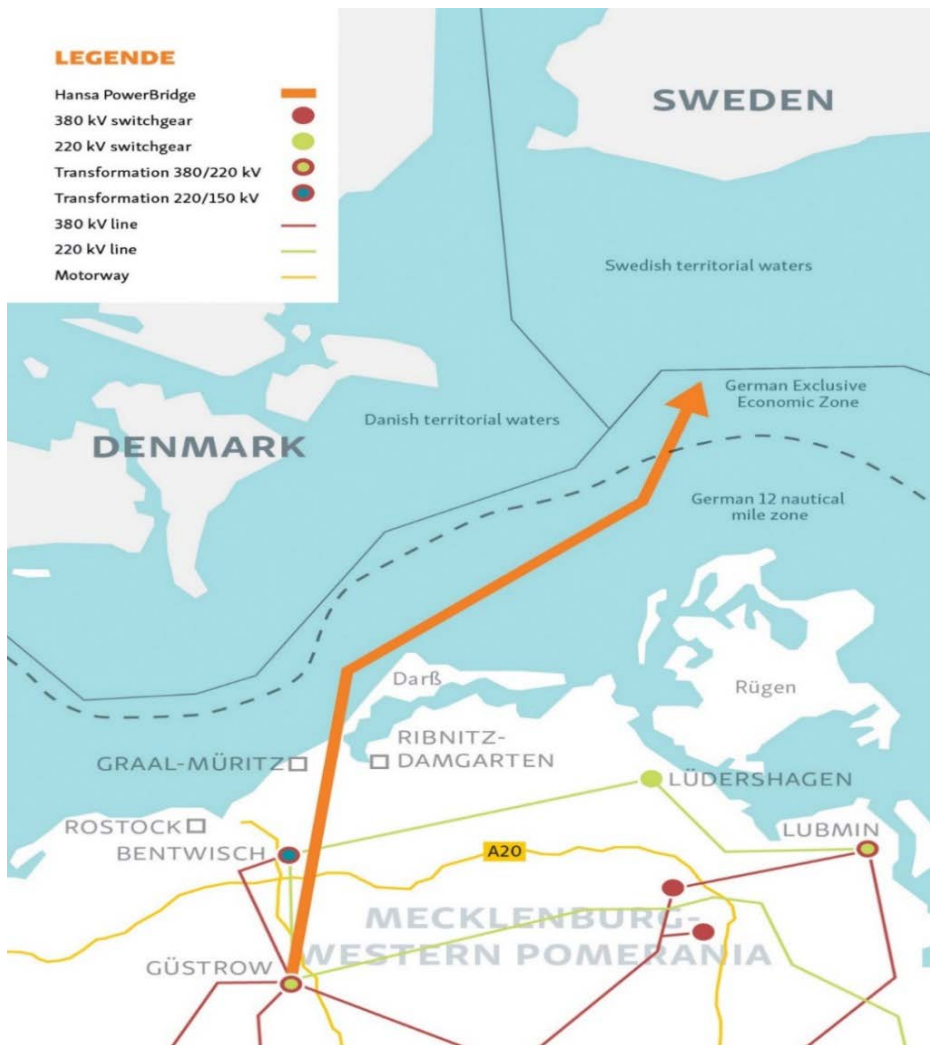 LEGENDE
Hansa PowerBridge
380 kV switchgear
220 kV switchgear
Transformation 380/220 kV
Transformation 220/150 kV
380 kV line
220 kV line
Motorway
SWEDEN
Swedish territorial waters
German Exclusive
Economic Zone
Danish territorial waters
DENMARK
German 12 nautical
mile zone
Darß
Rügen
GRAAL-MÜRITZ
RIBNITZ-
DAMGARTEN
LÜDERSHAGEN
ROSTOCK
LUBMIN
BENTWISCH
A20
MECKLENBURG-
WESTERN POMERANIA
GÜSTROW